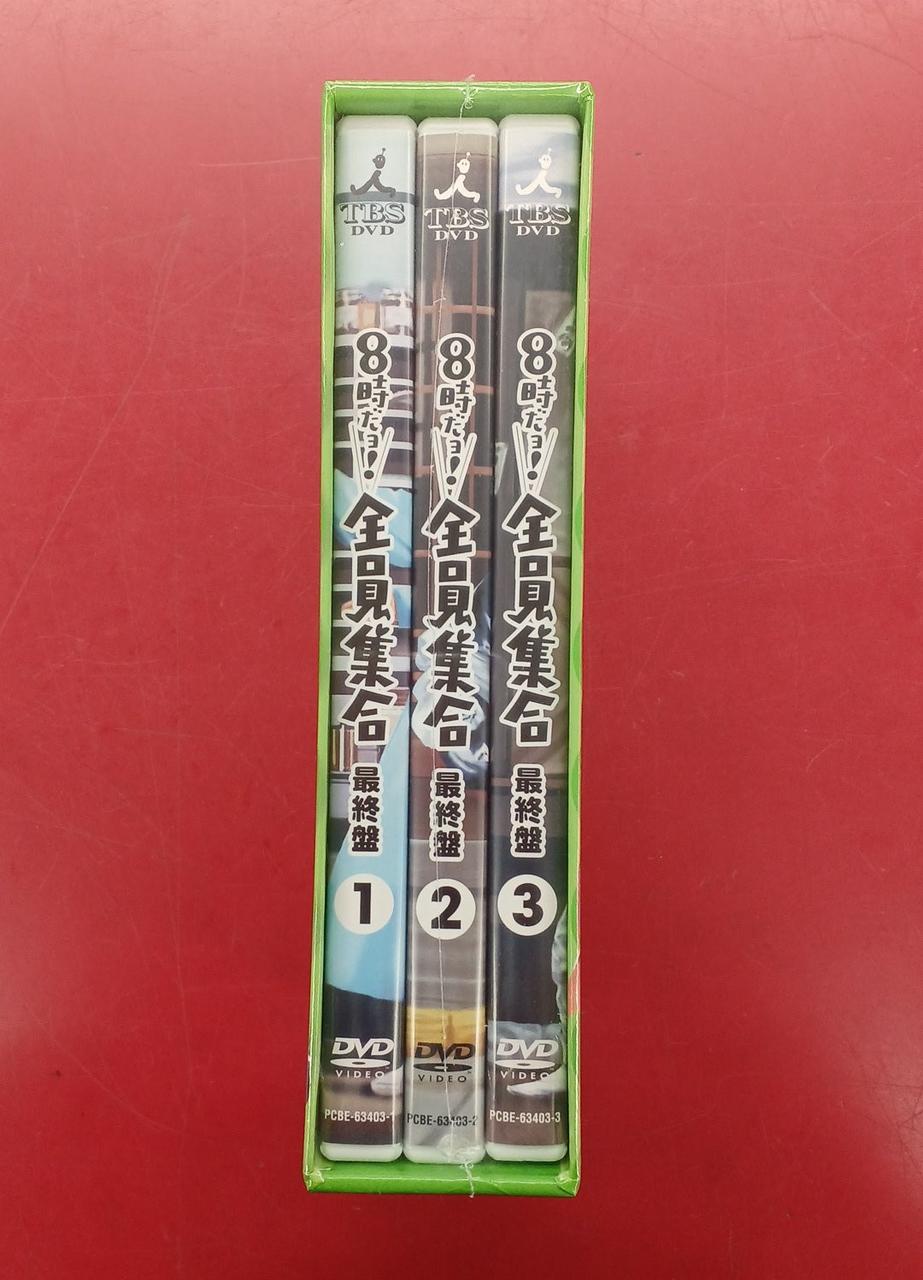 TBS
DVD
8時だョ!
全員集合
最終盤
1
DVD
VIDEO
PCBE-63403-1
TBS
DVD
8時だョ!
全員集合
最終盤
2
DVD
VIDEO
PCBE-63403-2
TBS
DVD
8時だョ!
全員集合
最終盤
3
DVD
VIDEO
PCBE-63403-3